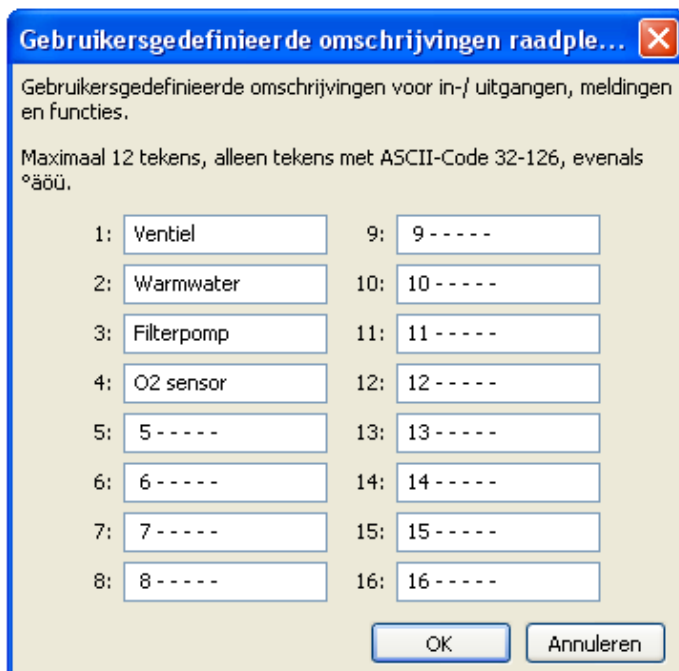 Gebruikersgedefinieerde omschrijvingen raadple...
Gebruikersgedefinieerde omschrijvingen voor in-/ uitgangen, meldingen
en functies.
Maximaal 12 tekens, alleen tekens met ASCII-Code 32-126, evenals
°äöü.
1: Ventiel
2: Warmwater
3: Filterpomp
4: O2 sensor
5: 5 - - - - -
6: 6 - - - - -
7: 7 - - - - -
8: 8 - - - - -
9: 9 - - - - -
10: 10 - - - - -
11: 11 - - - - -
12: 12 - - - - -
13: 13 - - - - -
14: 14 - - - - -
15: 15 - - - - -
16: 16 - - - - -
OK
Annuleren